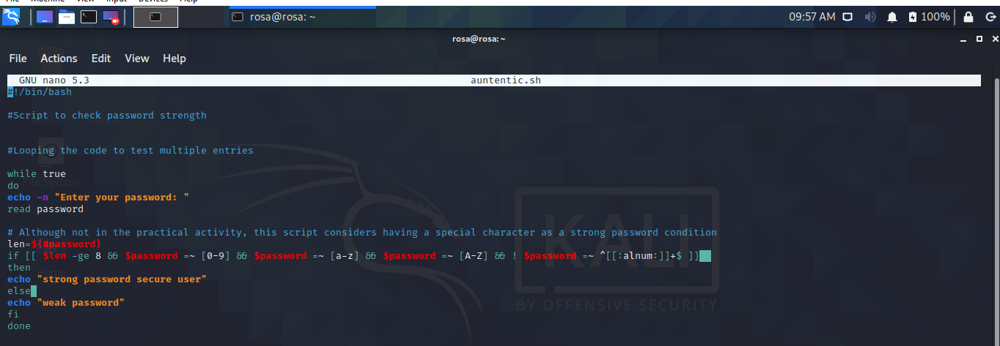 File Machine View Input Devices Help
rosa@rosa: ~ 09:57 AM 100%
rosa@rosa: ~
File Actions Edit View Help
GNU nano 5.3 auntentic.sh
#!/bin/bash
#Script to check password strength
#Looping the code to test multiple entries
while true
do
File System
echo -n "Enter your password: "
read password
# Although not in the practical activity, this script considers having a special character as a strong password condition
len=${#password}
if [[ $len -ge 8 && $password =~ [0-9] && $password =~ [a-z] && $password =~ [A-Z] && ! $password =~ ^[[:alnum:]]+$ ]]
then
Home
echo "strong password secure user"
else
echo "weak password"
fi
done
KALI
BY OFFENSIVE SECURITY